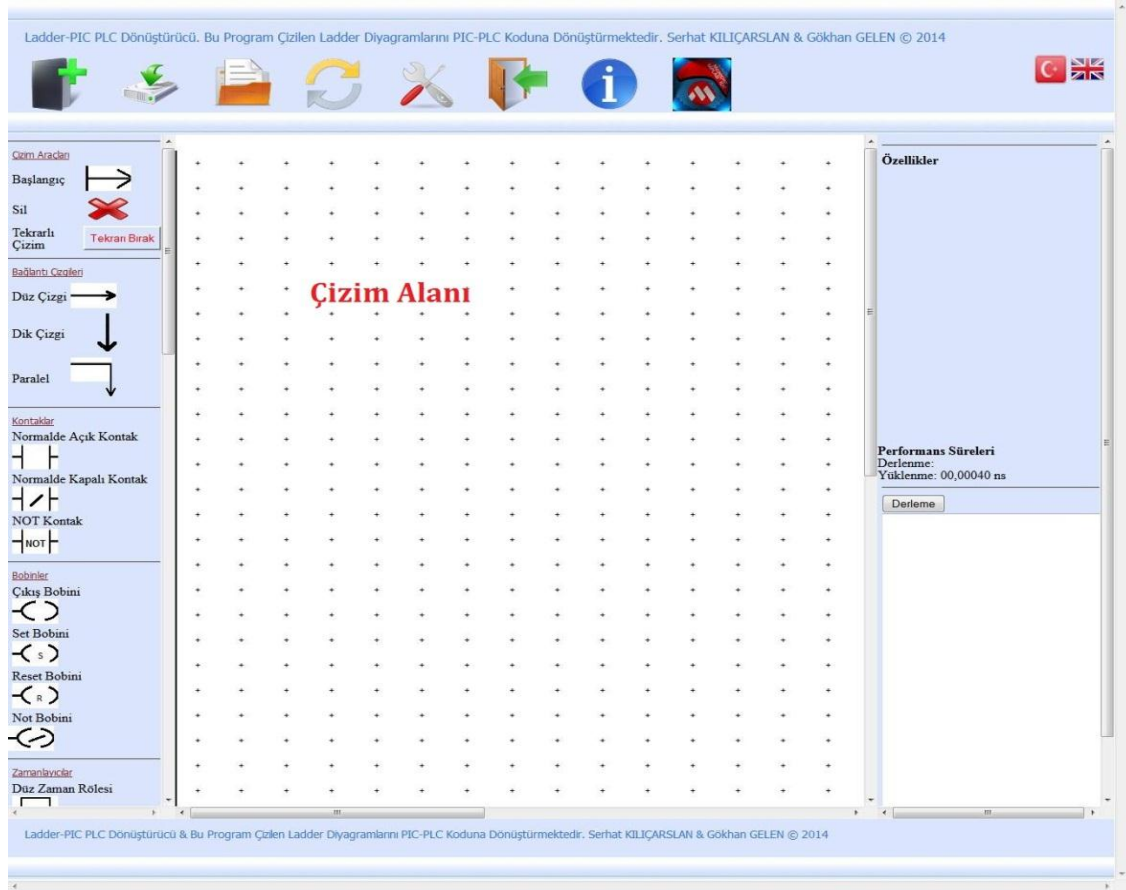 Ladder-PIC PLC Dönüştürücü. Bu Program Çizilen Ladder Diyagramlarını PIC-PLC Koduna Dönüştürmektedir. Serhat KILIÇARSLAN & Gökhan GELEN © 2014
Çizim Araçları
Başlangıç
Sil
Tekrarlı
Çizim
Tekrarı Bırak
Bağlantı Çizgileri
Düz Çizgi
Dik Çizgi
Paralel
Kontaklar
Normalde Açık Kontak
Normalde Kapalı Kontak
NOT Kontak
NOT
Bobinler
Çıkış Bobini
Set Bobini
S
Reset Bobini
R
Not Bobini
Zamanlayıcılar
Düz Zaman Rölesi
Çizim Alanı
Özellikler
Performans Süreleri
Derlenme:
Yüklenme: 00,00040 ns
Derleme
Ladder-PIC PLC Dönüştürücü & Bu Program Çizilen Ladder Diyagramlarını PIC-PLC Koduna Dönüştürmektedir. Serhat KILIÇARSLAN & Gökhan GELEN © 2014